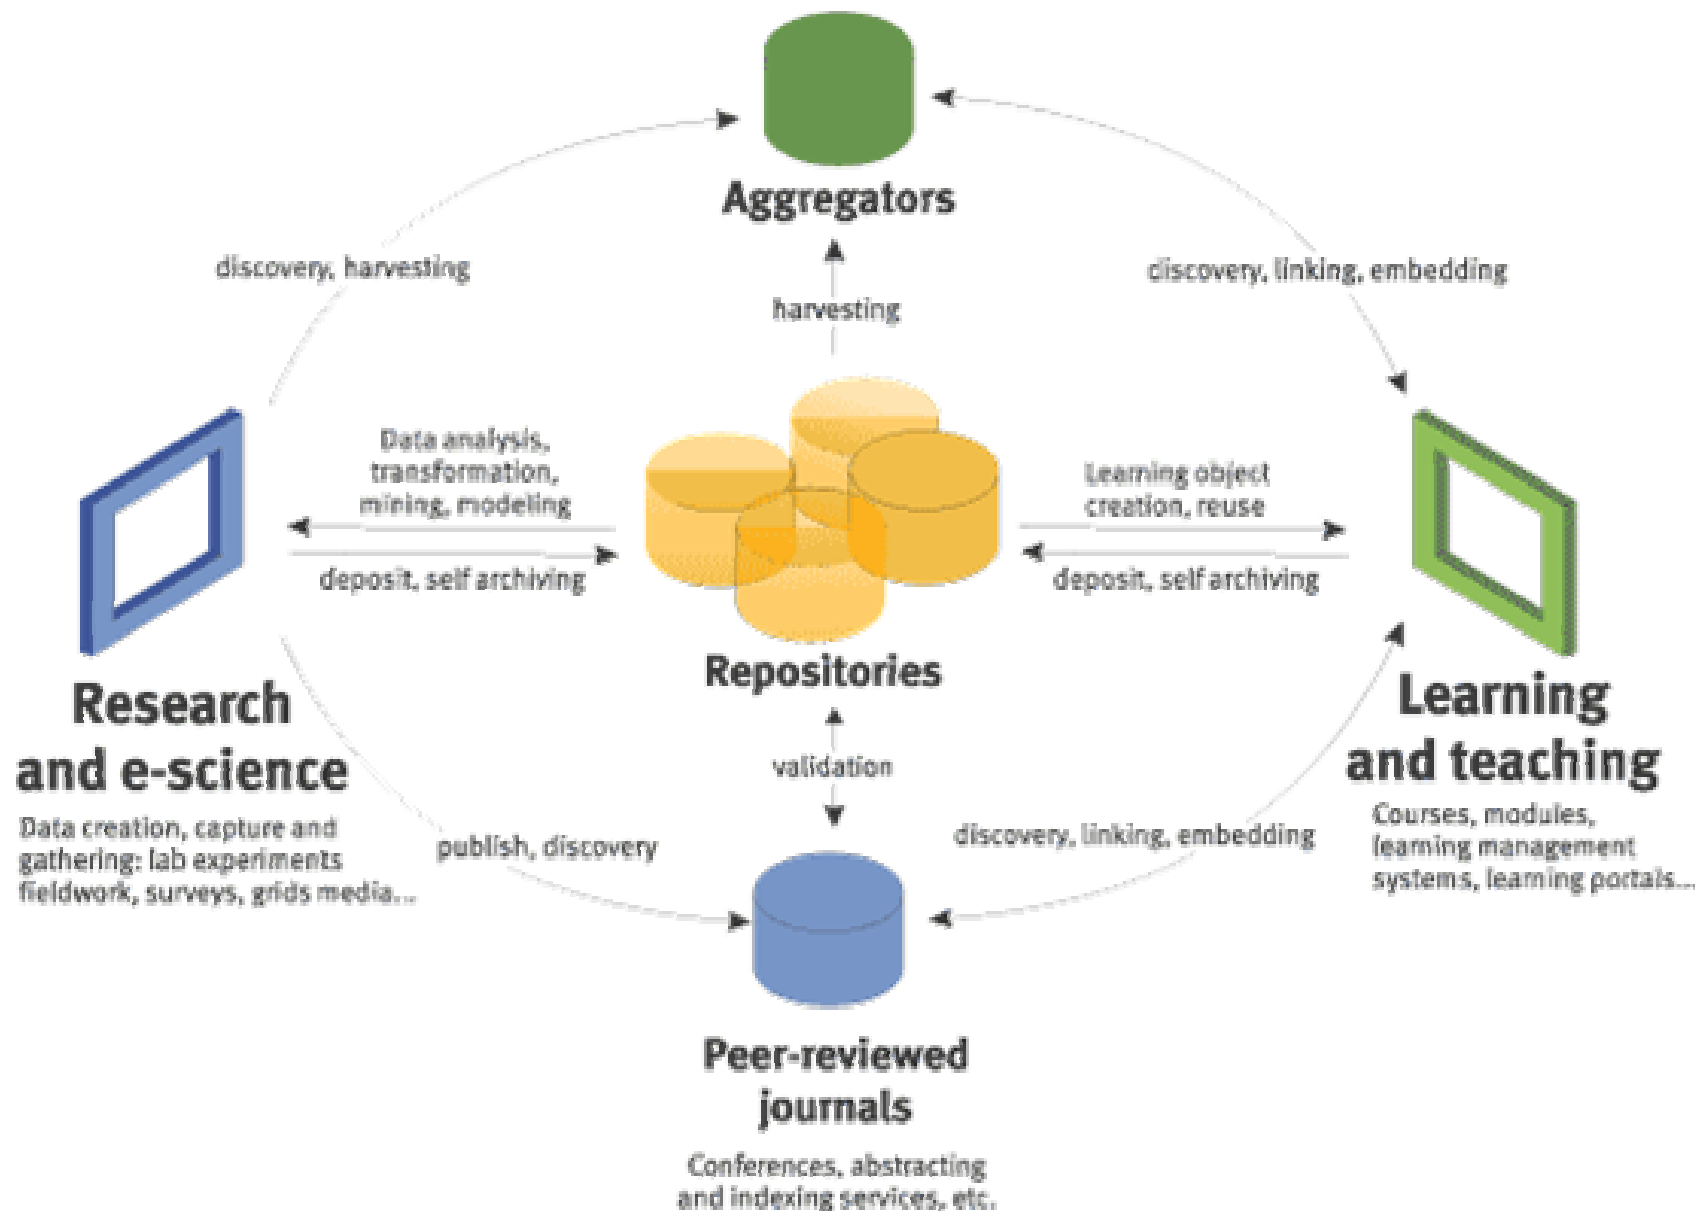 Aggregators
discovery, harvesting
discovery, linking, embedding
harvesting
Data analysis,
transformation,
mining, modeling
Learning object
creation, reuse
deposit, self archiving
deposit, self archiving
Repositories
Research
and e-science
Data creation, capture and
gathering: lab experiments
fieldwork, surveys, grids media...
Learning
and teaching
Courses, modules,
learning management
systems, learning portals...
validation
publish, discovery
discovery, linking, embedding
Peer-reviewed
journals
Conferences, abstracting
and indexing services, etc.